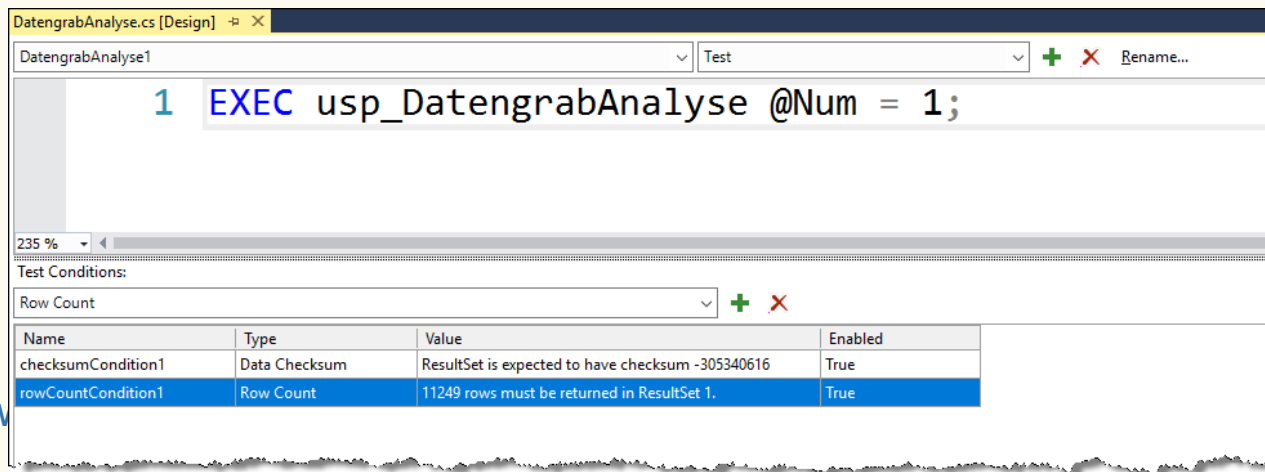 DatengrabAnalyse.cs [Design]
DatengrabAnalyse1 Test Rename...
1 EXEC usp_DatengrabAnalyse @Num = 1;
235 %
Test Conditions:
Row Count
Name Type Value Enabled
checksumCondition1 Data Checksum ResultSet is expected to have checksum -305340616 True
rowCountCondition1 Row Count 11249 rows must be returned in ResultSet 1. True